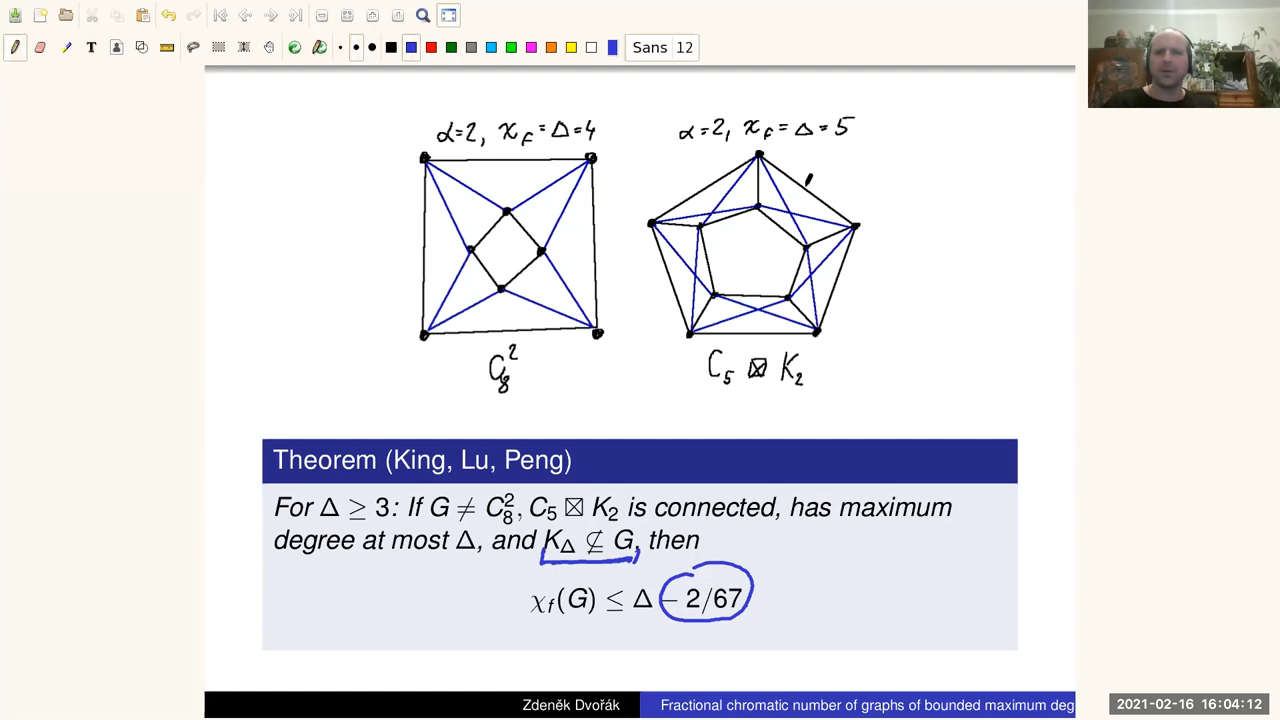 Sans 12
α=2, χ_f = Δ = 4
α=2, χ_f = Δ = 5
C_8^2
C_5 ⊠ K_2
Theorem (King, Lu, Peng)
For Δ ≥ 3: If G ≠ C_8^2, C_5 ⊠ K_2 is connected, has maximum
degree at most Δ, and K_Δ ⊈ G, then
χ_f(G) ≤ Δ − 2/67
Zdeněk Dvořák
Fractional chromatic number of graphs of bounded maximum deg
2021-02-16 16:04:12